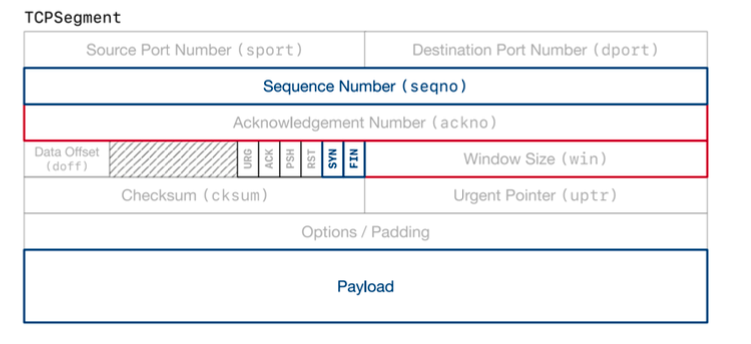 TCPSegment
Source Port Number (sport) Destination Port Number (dport)
Sequence Number (seqno)
Acknowledgement Number (ackno)
Data Offset
(doff)
URG ACK PSH RST SYN FIN
Window Size (win)
Checksum (cksum) Urgent Pointer (uptr)
Options / Padding
Payload